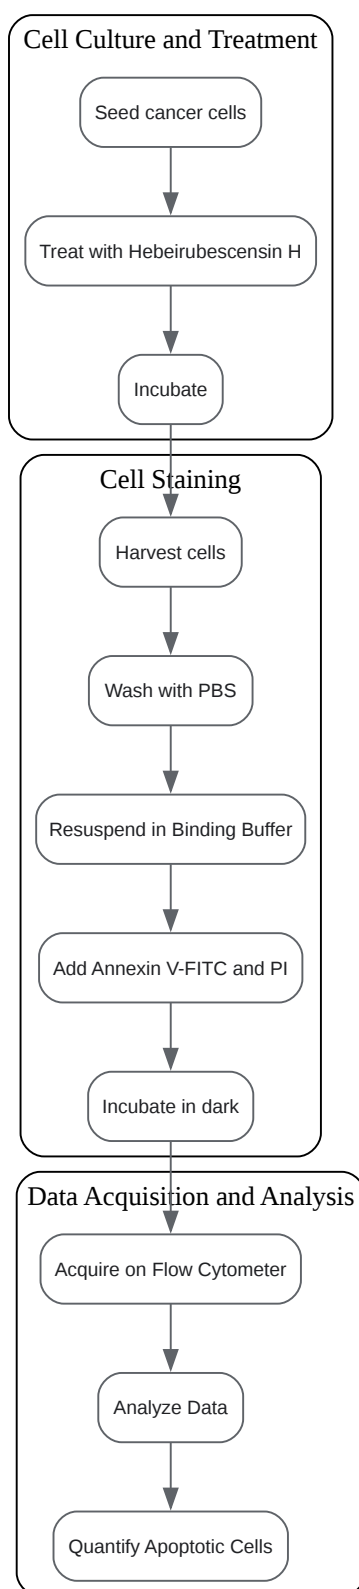 Cell Culture and Treatment
Seed cancer cells
Treat with Hebeirubescensin H
Incubate
Cell Staining
Harvest cells
Wash with PBS
Resuspend in Binding Buffer
Add Annexin V-FITC and PI
Incubate in dark
Data Acquisition and Analysis
Acquire on Flow Cytometer
Analyze Data
Quantify Apoptotic Cells